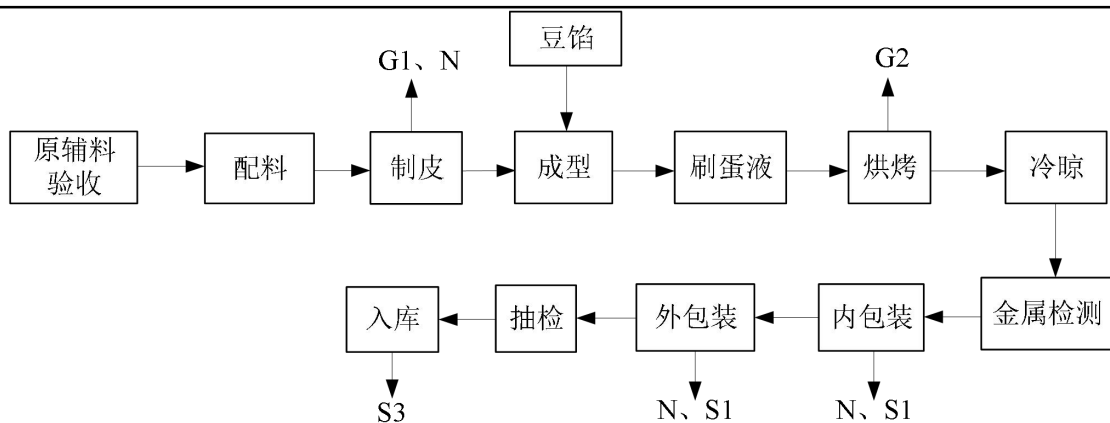 豆馅
G1、N
G2
原辅料
验收
配料
制皮
成型
刷蛋液
烘烤
冷晾
入库
抽检
外包装
内包装
金属检测
S3
N、S1
N、S1